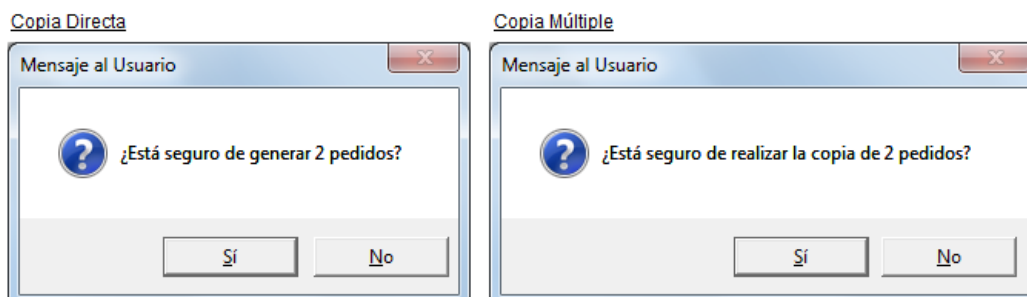 Copia Directa
Mensaje al Usuario
¿Está seguro de generar 2 pedidos?
Sí
No
Copia Múltiple
Mensaje al Usuario
¿Está seguro de realizar la copia de 2 pedidos?
Sí
No